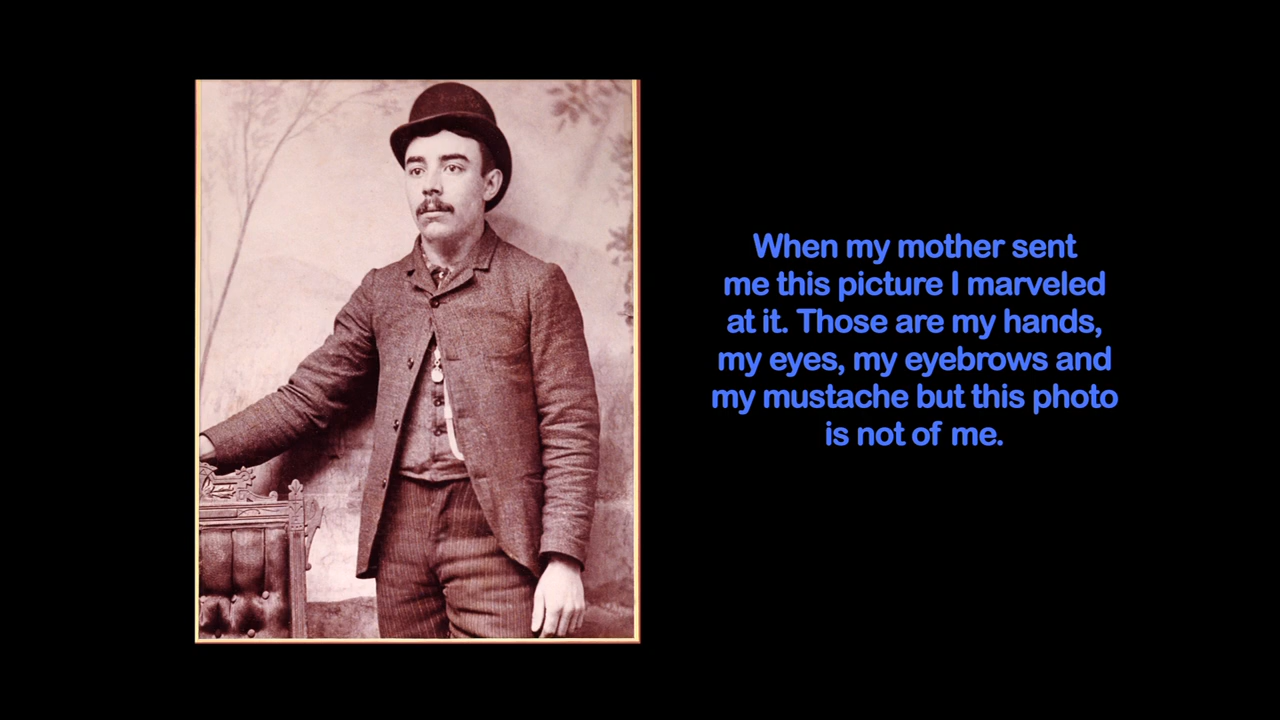 When my mother sent
me this picture I marveled
at it. Those are my hands,
my eyes, my eyebrows and
my mustache but this photo
is not of me.